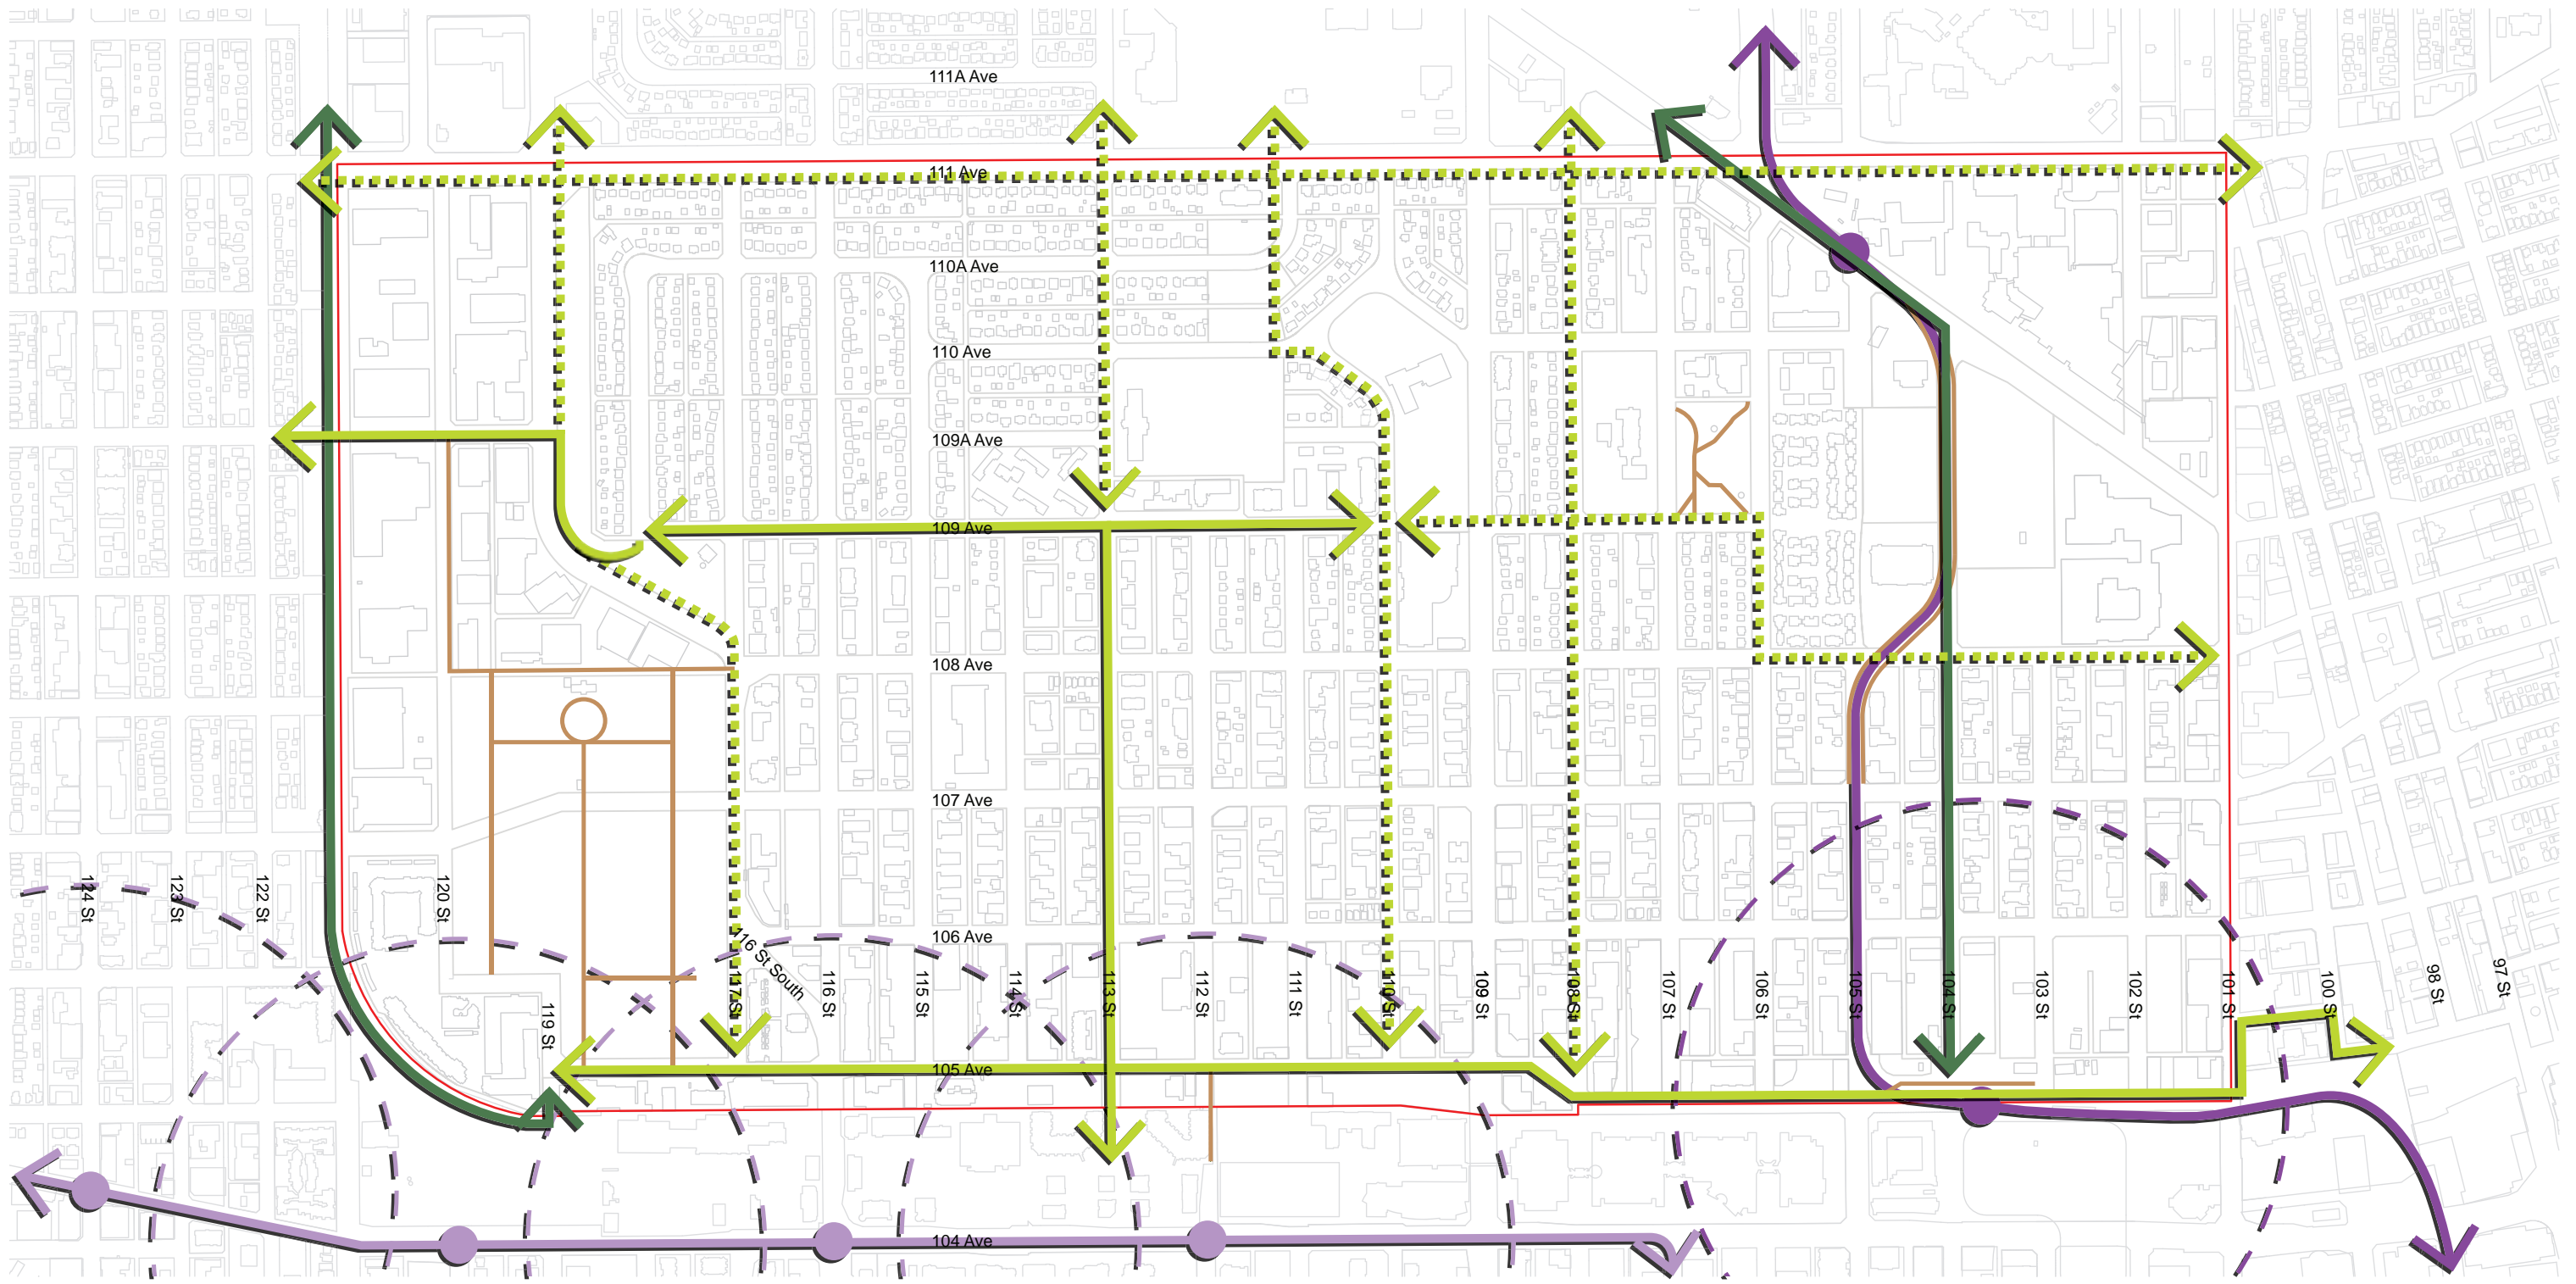 111A Ave
111 Ave
110A Ave
110 Ave
109A Ave
109 Ave
108 Ave
107 Ave
106 Ave
105 Ave
104 Ave
124 St
123 St
122 St
120 St
119 St
116 St South
117 St
116 St
115 St
114 St
113 St
112 St
111 St
110 St
109 St
108 St
107 St
106 St
105 St
104 St
103 St
102 St
101 St
100 St
98 St
97 St